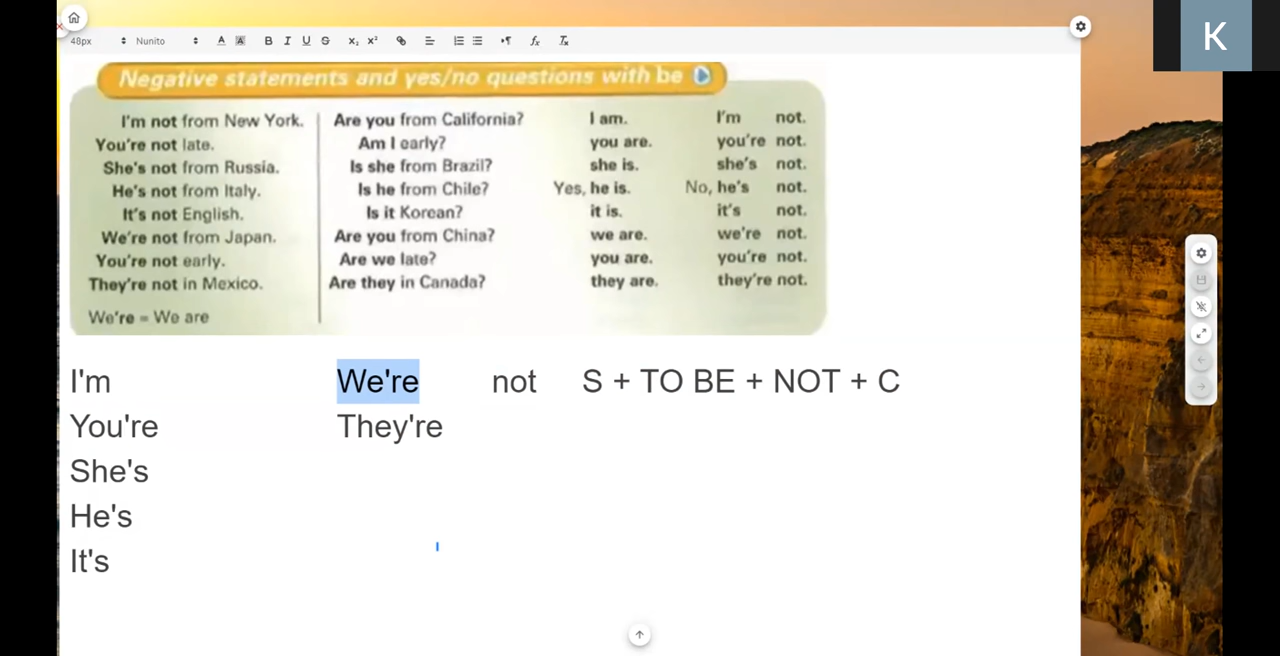 K
48px Nunito A A B I U S X₂ X² fx Tx
Negative statements and yes/no questions with be
I'm not from New York. Are you from California? I am. I'm not.
You're not late. Am I early? you are. you're not.
She's not from Russia. Is she from Brazil? she is. she's not.
He's not from Italy. Is he from Chile? Yes, he is. No, he's not.
It's not English. Is it Korean? it is. it's not.
We're not from Japan. Are you from China? we are. we're not.
You're not early. Are we late? you are. you're not.
They're not in Mexico. Are they in Canada? they are. they're not.
We're = We are
I'm We're not S + TO BE + NOT + C
You're They're
She's
He's
It's